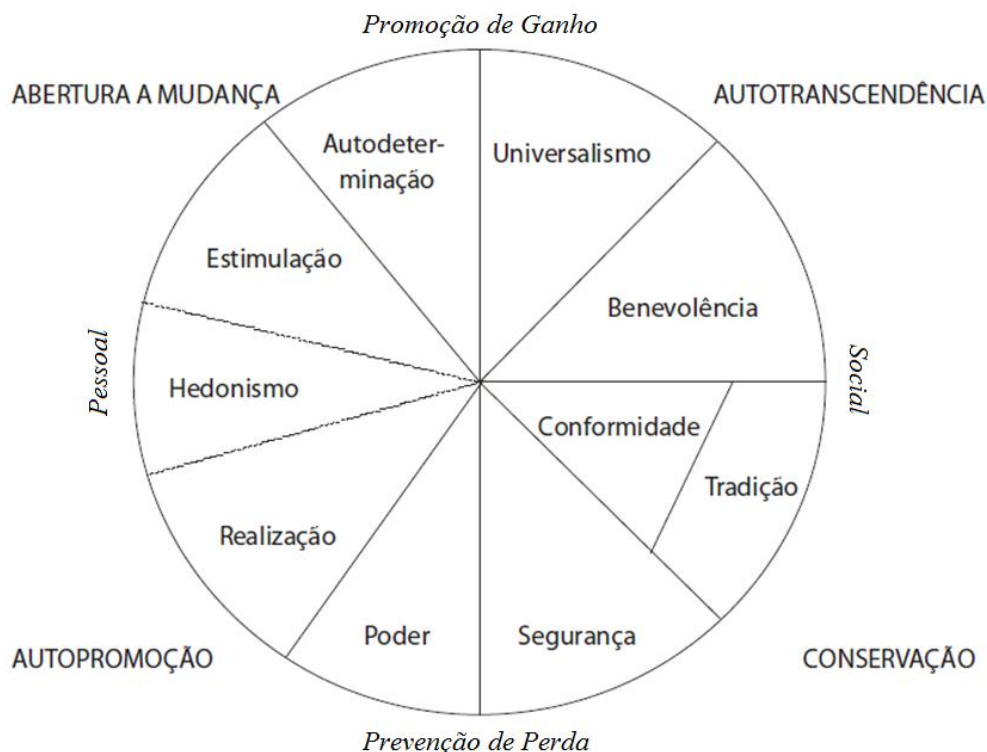 Promoção de Ganho
ABERTURA A MUDANÇA
AUTOTRANSCENDÊNCIA
Autodeter-
minação
Universalismo
Estimulação
Benevolência
Pessoal
Hedonismo
Social
Conformidade
Tradição
Realização
Poder
Segurança
AUTOPROMOÇÃO
CONSERVAÇÃO
Prevenção de Perda